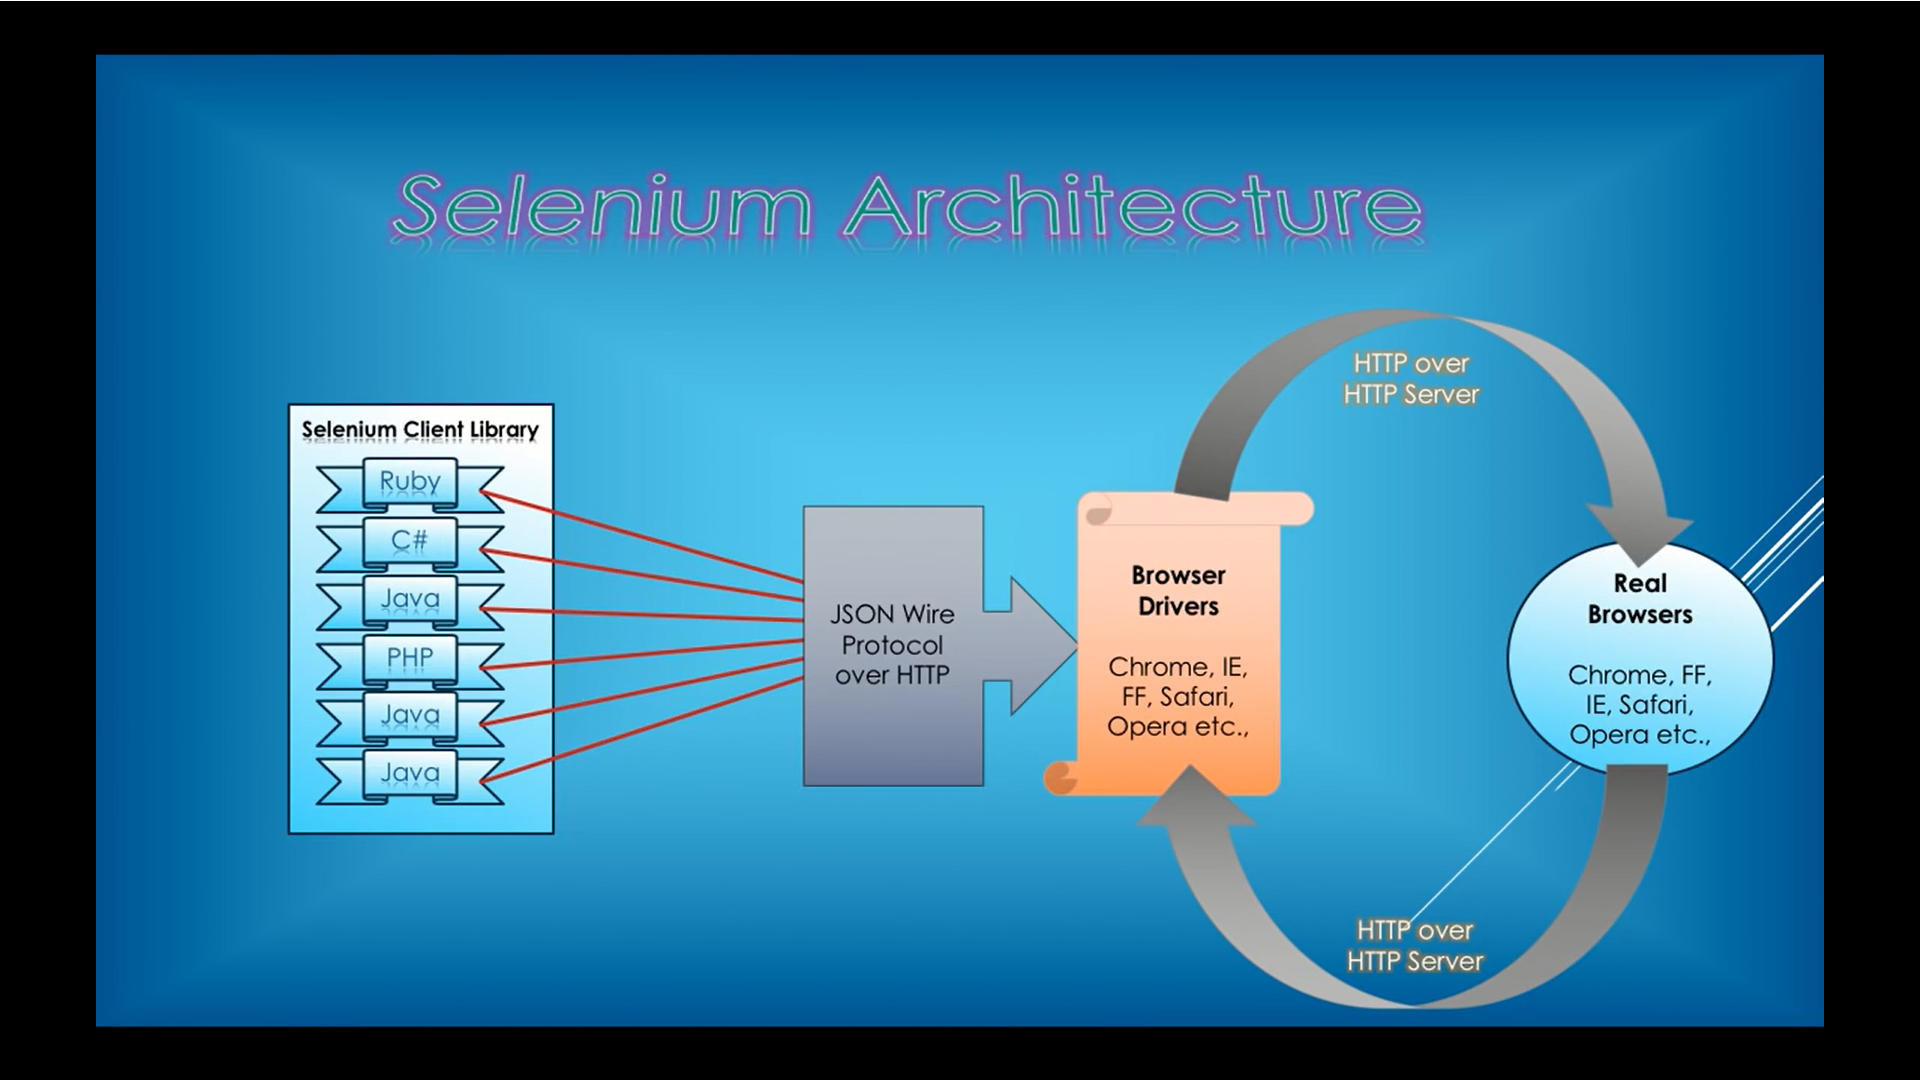 Selenium Architecture
Selenium Client Library
Ruby
C#
Java
PHP
Java
Java
JSON Wire
Protocol
over HTTP
Browser
Drivers
Chrome, IE,
FF, Safari,
Opera etc.,
HTTP over
HTTP Server
Real
Browsers
Chrome, FF,
IE, Safari,
Opera etc.,
HTTP over
HTTP Server